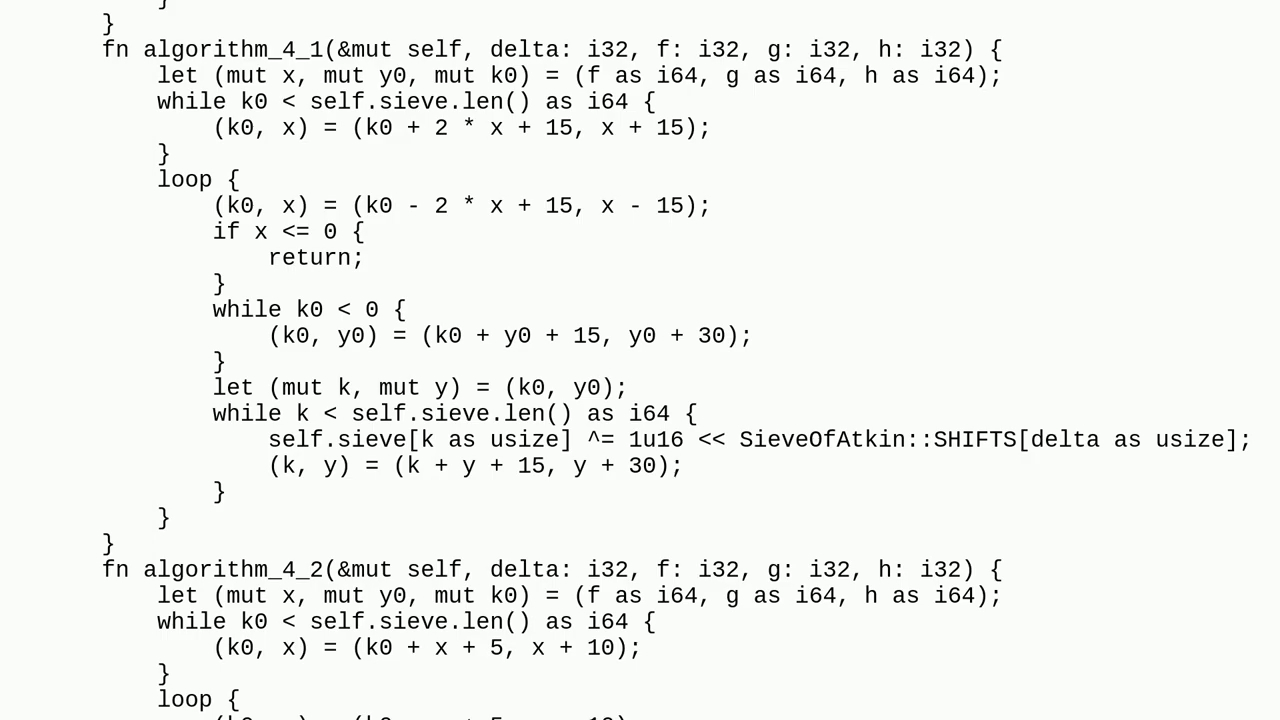 }
}
fn algorithm_4_1(&mut self, delta: i32, f: i32, g: i32, h: i32) {
let (mut x, mut y0, mut k0) = (f as i64, g as i64, h as i64);
while k0 < self.sieve.len() as i64 {
(k0, x) = (k0 + 2 * x + 15, x + 15);
}
loop {
(k0, x) = (k0 - 2 * x + 15, x - 15);
if x <= 0 {
return;
}
while k0 < 0 {
(k0, y0) = (k0 + y0 + 15, y0 + 30);
}
let (mut k, mut y) = (k0, y0);
while k < self.sieve.len() as i64 {
self.sieve[k as usize] ^= 1u16 << SieveOfAtkin::SHIFTS[delta as usize];
(k, y) = (k + y + 15, y + 30);
}
}
}
fn algorithm_4_2(&mut self, delta: i32, f: i32, g: i32, h: i32) {
let (mut x, mut y0, mut k0) = (f as i64, g as i64, h as i64);
while k0 < self.sieve.len() as i64 {
(k0, x) = (k0 + x + 5, x + 10);
}
loop {